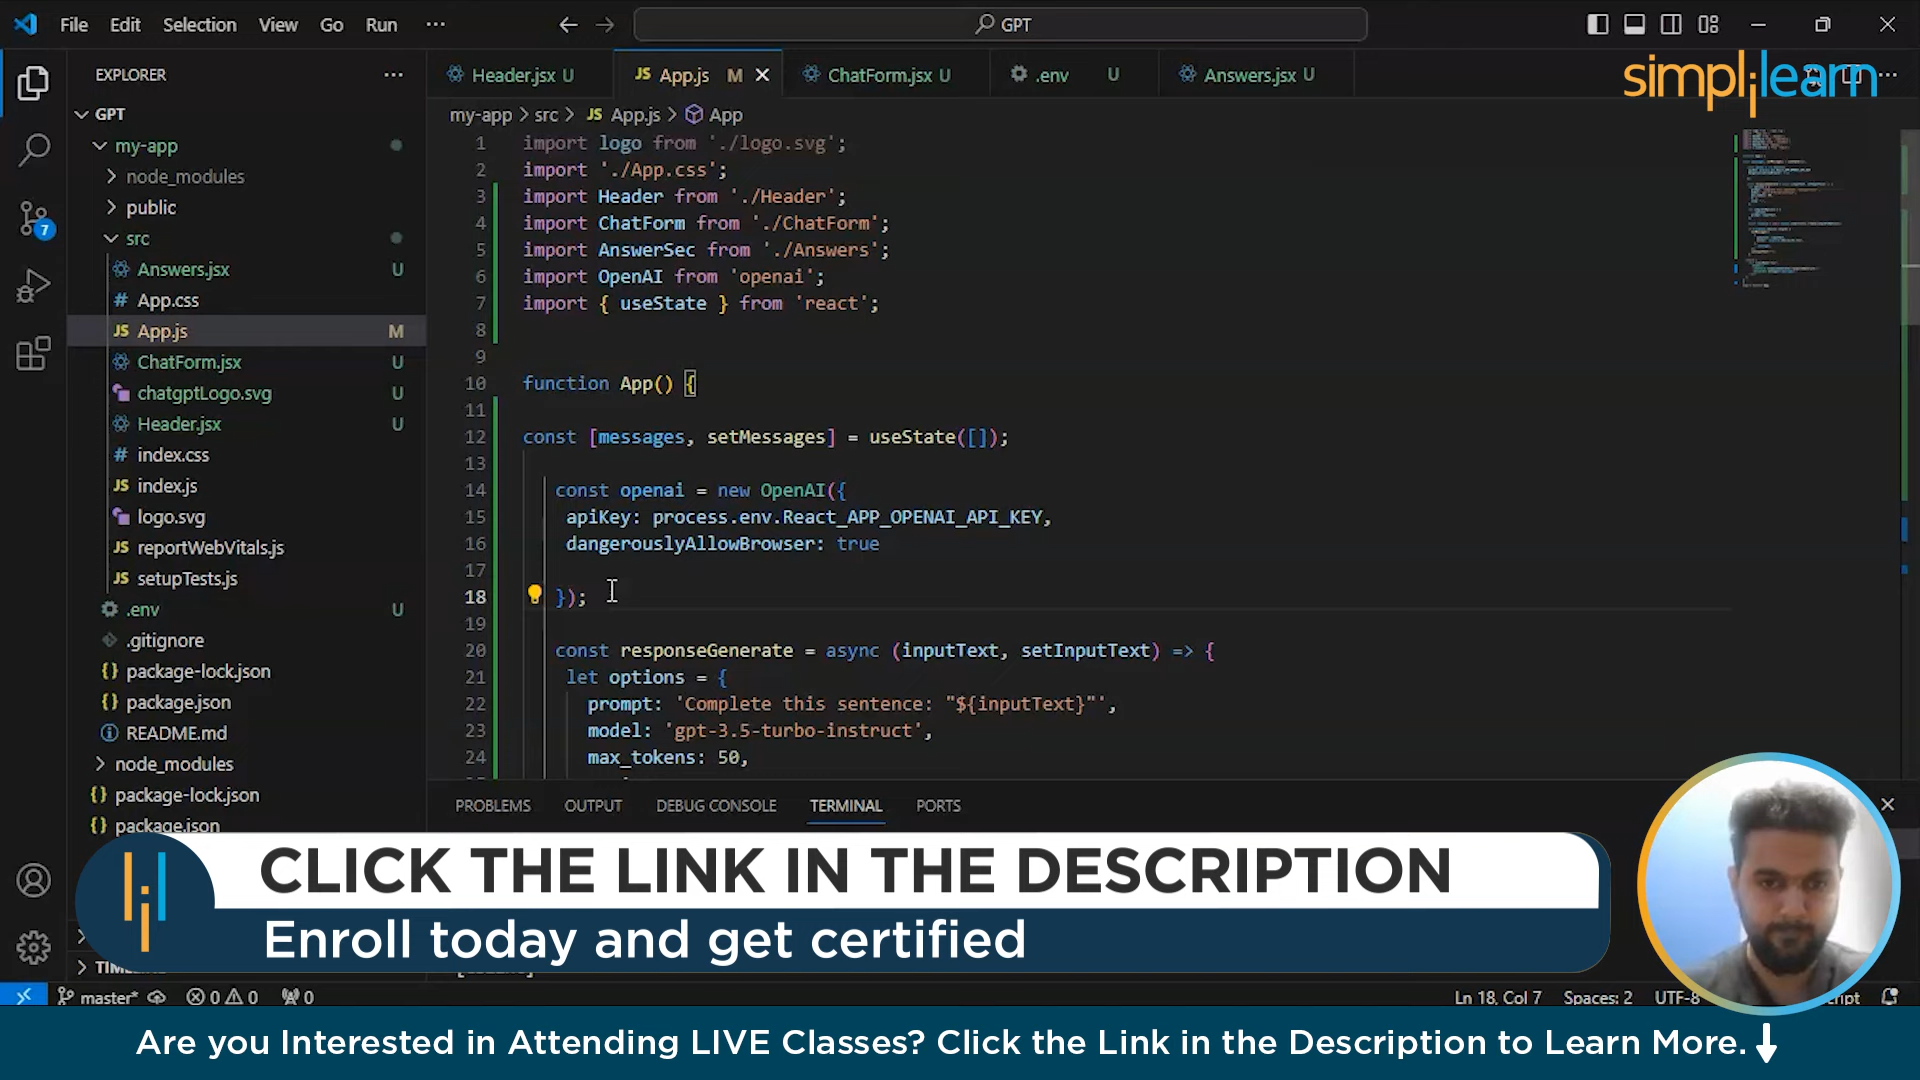 File Edit Selection View Go Run ...
GPT
EXPLORER
Header.jsx U
JS App.js M
ChatForm.jsx U
.env U
Answers.jsx U
simplilearn
GPT
my-app > src > JS App.js > App
my-app
node_modules
public
src
Answers.jsx U
# App.css
JS App.js M
ChatForm.jsx U
chatgptLogo.svg U
Header.jsx U
# index.css
JS index.js
logo.svg
JS reportWebVitals.js
JS setupTests.js
.env U
.gitignore
{} package-lock.json
{} package.json
README.md
node_modules
{} package-lock.json
{} package.json
7
1 import logo from './logo.svg';
2 import './App.css';
3 import Header from './Header';
4 import ChatForm from './ChatForm';
5 import AnswerSec from './Answers';
6 import OpenAI from 'openai';
7 import { useState } from 'react';
8
9
10 function App() {
11
12 const [messages, setMessages] = useState([]);
13
14 const openai = new OpenAI({
15 apiKey: process.env.React_APP_OPENAI_API_KEY,
16 dangerouslyAllowBrowser: true
17
18 });
19
20 const responseGenerate = async (inputText, setInputText) => {
21 let options = {
22 prompt: 'Complete this sentence: "${inputText}"',
23 model: 'gpt-3.5-turbo-instruct',
24 max_tokens: 50,
PROBLEMS OUTPUT DEBUG CONSOLE TERMINAL PORTS
CLICK THE LINK IN THE DESCRIPTION
Enroll today and get certified
master* 0 0 0
Ln 18, Col 7 Spaces: 2 UTF-8
Are you Interested in Attending LIVE Classes? Click the Link in the Description to Learn More.